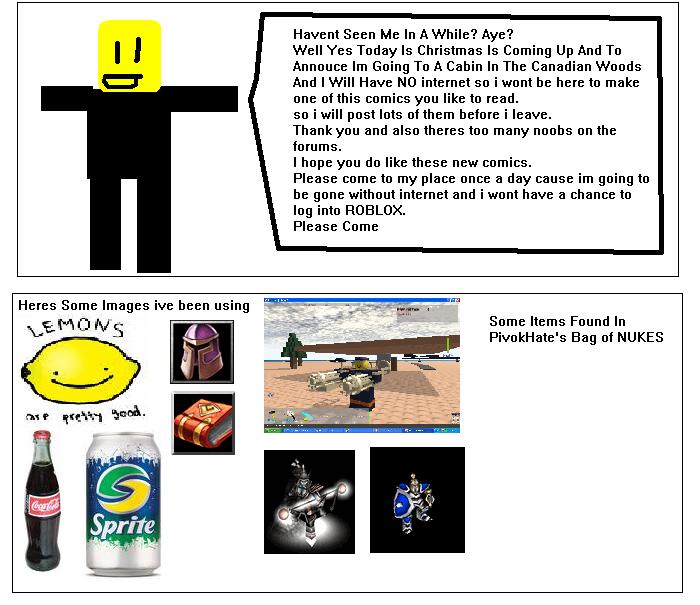 Havent Seen Me In A While? Aye?
Well Yes Today Is Christmas Is Coming Up And To
Annouce Im Going To A Cabin In The Canadian Woods
And I Will Have NO internet so i wont be here to make
one of this comics you like to read.
so i will post lots of them before i leave.
Thank you and also theres too many noobs on the
forums.
I hope you do like these new comics.
Please come to my place once a day cause im going to
be gone without internet and i wont have a chance to
log into ROBLOX.
Please Come
Heres Some Images ive been using
LEMONS
are pretty good.
Coca-Cola
Sprite
Some Items Found In
PivokHate's Bag of NUKES